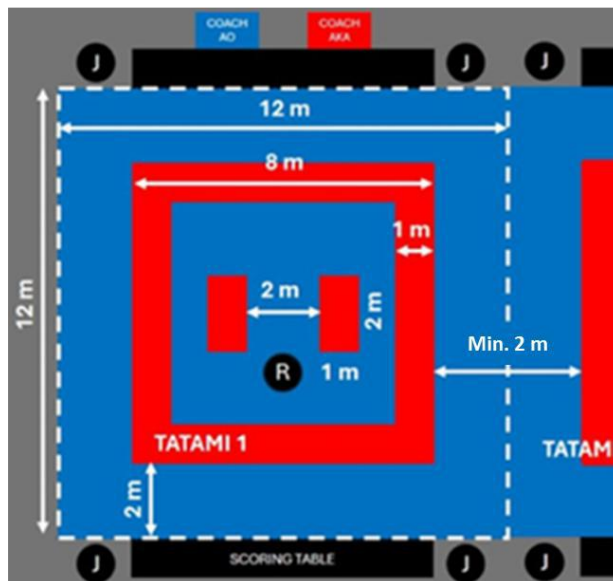 COACH
AO
COACH
AKA
J
J
J
12 m
8 m
1 m
2 m
2 m
12 m
Min. 2 m
R
1 m
TATAMI 1
TATAM
2 m
J
SCORING TABLE
J
J